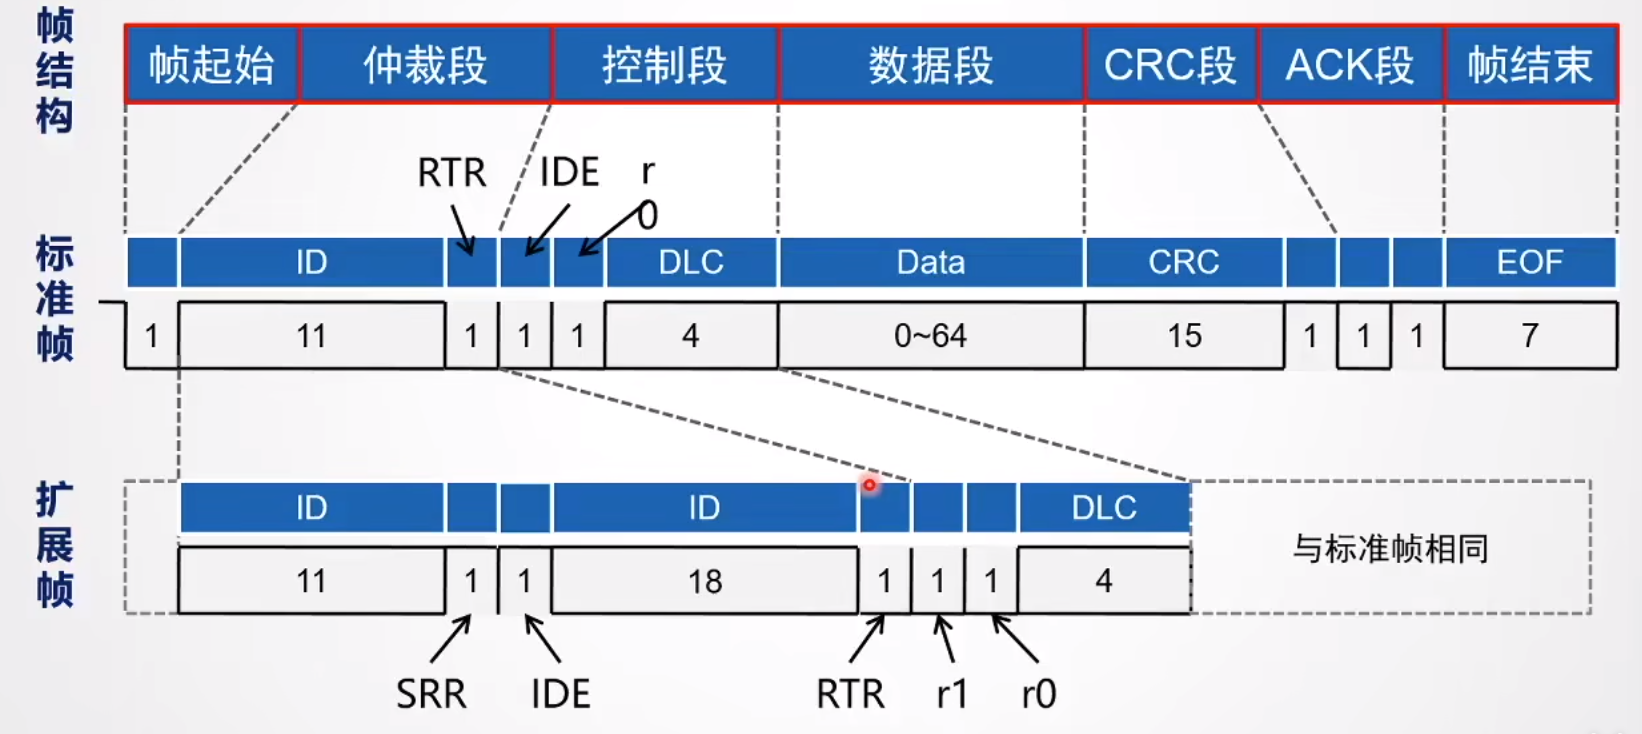 帧结构
帧起始 仲裁段 控制段 数据段 CRC段 ACK段 帧结束
RTR IDE r
0
标准帧
ID DLC Data CRC EOF
1 11 1 1 1 4 0~64 15 1 1 1 7
扩展帧
ID ID DLC
与标准帧相同
11 1 1 18 1 1 1 4
SRR IDE RTR r1 r0